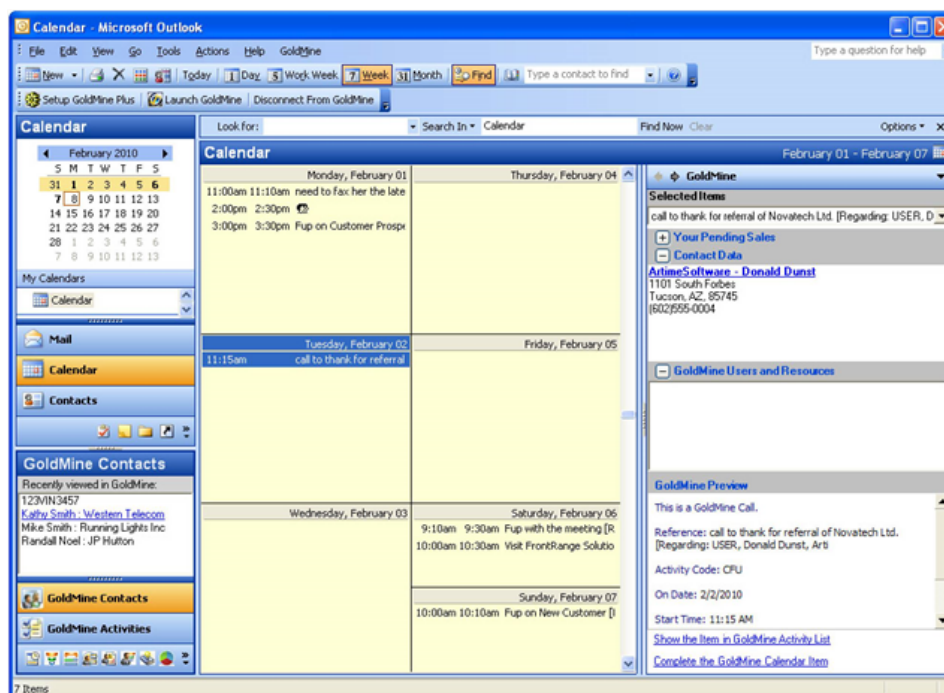 Calendar - Microsoft Outlook
File Edit View Go Tools Actions Help GoldMine
Type a question for help
New Today 1 Day 5 Work Week 7 Week 31 Month Find Type a contact to find
Setup GoldMine Plus Launch GoldMine Disconnect From GoldMine
Calendar
Look for: Search In Calendar Find Now Clear Options
February 2010
S M T W T F S
31 1 2 3 4 5 6
7 8 9 10 11 12 13
14 15 16 17 18 19 20
21 22 23 24 25 26 27
28 1 2 3 4 5 6
7 8 9 10 11 12 13
My Calendars
Calendar
Mail
Calendar
Contacts
GoldMine Contacts
Recently viewed in GoldMine:
123VIN3457
Kathy Smith : Western Telecom
Mike Smith : Running Lights Inc
Randall Noel : JP Hutton
GoldMine Contacts
GoldMine Activities
7 Items
Calendar
February 01 - February 07
Monday, February 01
11:00am 11:10am need to fax her the late
2:00pm 2:30pm
3:00pm 3:30pm Fup on Customer Prospe
Tuesday, February 02
11:15am call to thank for referral
Wednesday, February 03
Thursday, February 04
Friday, February 05
Saturday, February 06
9:10am 9:30am Fup with the meeting [R
10:00am 10:30am Visit FrontRange Solutio
Sunday, February 07
10:00am 10:10am Fup on New Customer [
GoldMine
Selected Items
call to thank for referral of Novatech Ltd. [Regarding: USER, D
Your Pending Sales
Contact Data
ArtimeSoftware - Donald Dunst
1101 South Forbes
Tucson, AZ, 85745
(602)555-0004
GoldMine Users and Resources
GoldMine Preview
This is a GoldMine Call.
Reference: call to thank for referral of Novatech Ltd.
[Regarding: USER, Donald Dunst, Arti
Activity Code: CFU
On Date: 2/2/2010
Start Time: 11:15 AM
Show the Item in GoldMine Activity List
Complete the GoldMine Calendar Item